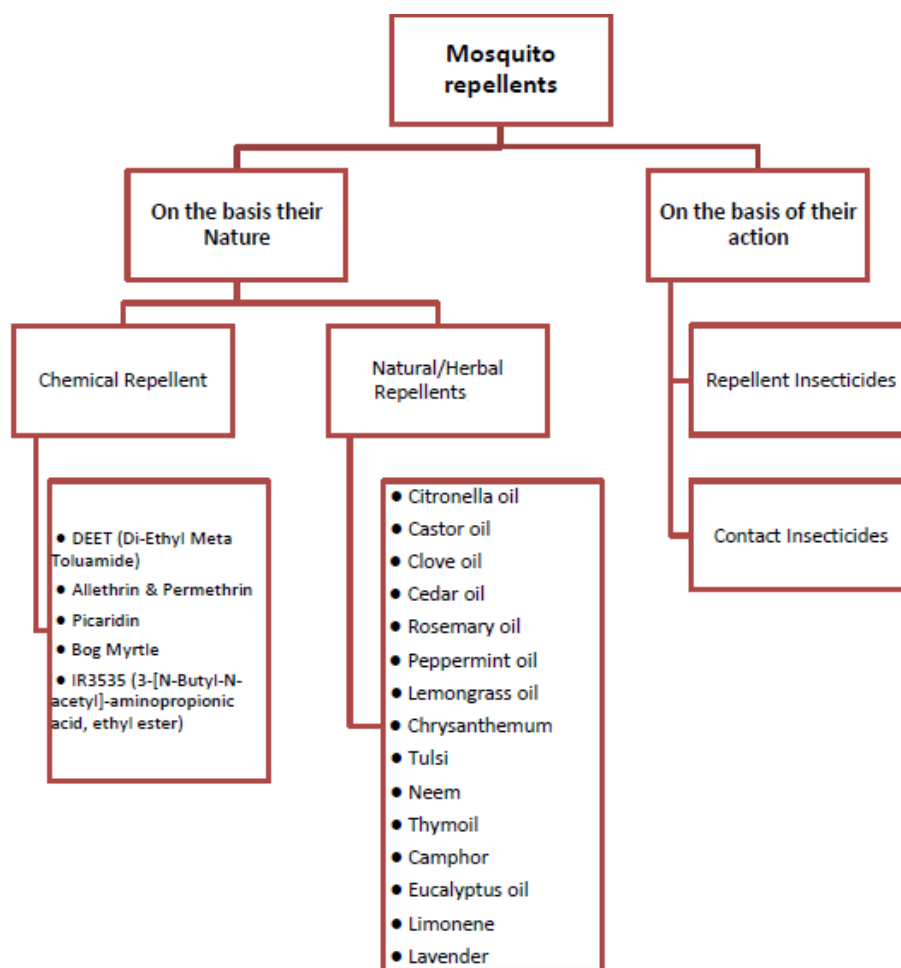 Mosquito
repellents
On the basis their
Nature
On the basis of their
action
Chemical Repellent
Natural/Herbal
Repellents
Repellent Insecticides
Contact Insecticides
● DEET (Di-Ethyl Meta
Toluamide)
● Allethrin & Permethrin
● Picaridin
● Bog Myrtle
● IR3535 (3-[N-Butyl-N-
acetyl]-aminopropionic
acid, ethyl ester)
● Citronella oil
● Castor oil
● Clove oil
● Cedar oil
● Rosemary oil
● Peppermint oil
● Lemongrass oil
● Chrysanthemum
● Tulsi
● Neem
● Thymoil
● Camphor
● Eucalyptus oil
● Limonene
● Lavender